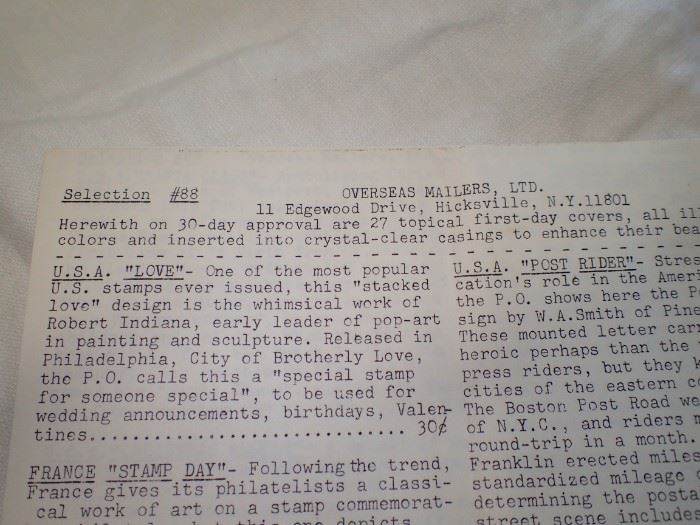 Selection #88
OVERSEAS MAILERS, LTD.
11 Edgewood Drive, Hicksville, N.Y.11801
Herewith on 30-day approval are 27 topical first-day covers, all
colors and inserted into crystal-clear casings to enhance their
U.S.A. "LOVE"- One of the most popular
U.S. stamps ever issued, this "stacked
love" design is the whimsical work of
Robert Indiana, early leader of pop-art
in painting and sculpture. Released in
Philadelphia, City of Brotherly Love,
the P.O. calls this a "special stamp
for someone special", to be used for
wedding announcements, birthdays, Valen-
tines.............................. 30¢
FRANCE "STAMP DAY"- Following the trend,
France gives its philatelists a classi-
cal work of art on a stamp commemorat-
this one depicts
U.S.A. "POST RIDER"- Stres
cation's role in the Ameri
the P.O. shows here the P
sign by W.A.Smith of Pine
These mounted letter car
heroic perhaps than the
press riders, but they k
cities of the eastern c
The Boston Post Road we
of N.Y.C., and riders m
round-trip in a month.
Franklin erected miles
standardized mileage
determining the posta
street scene include